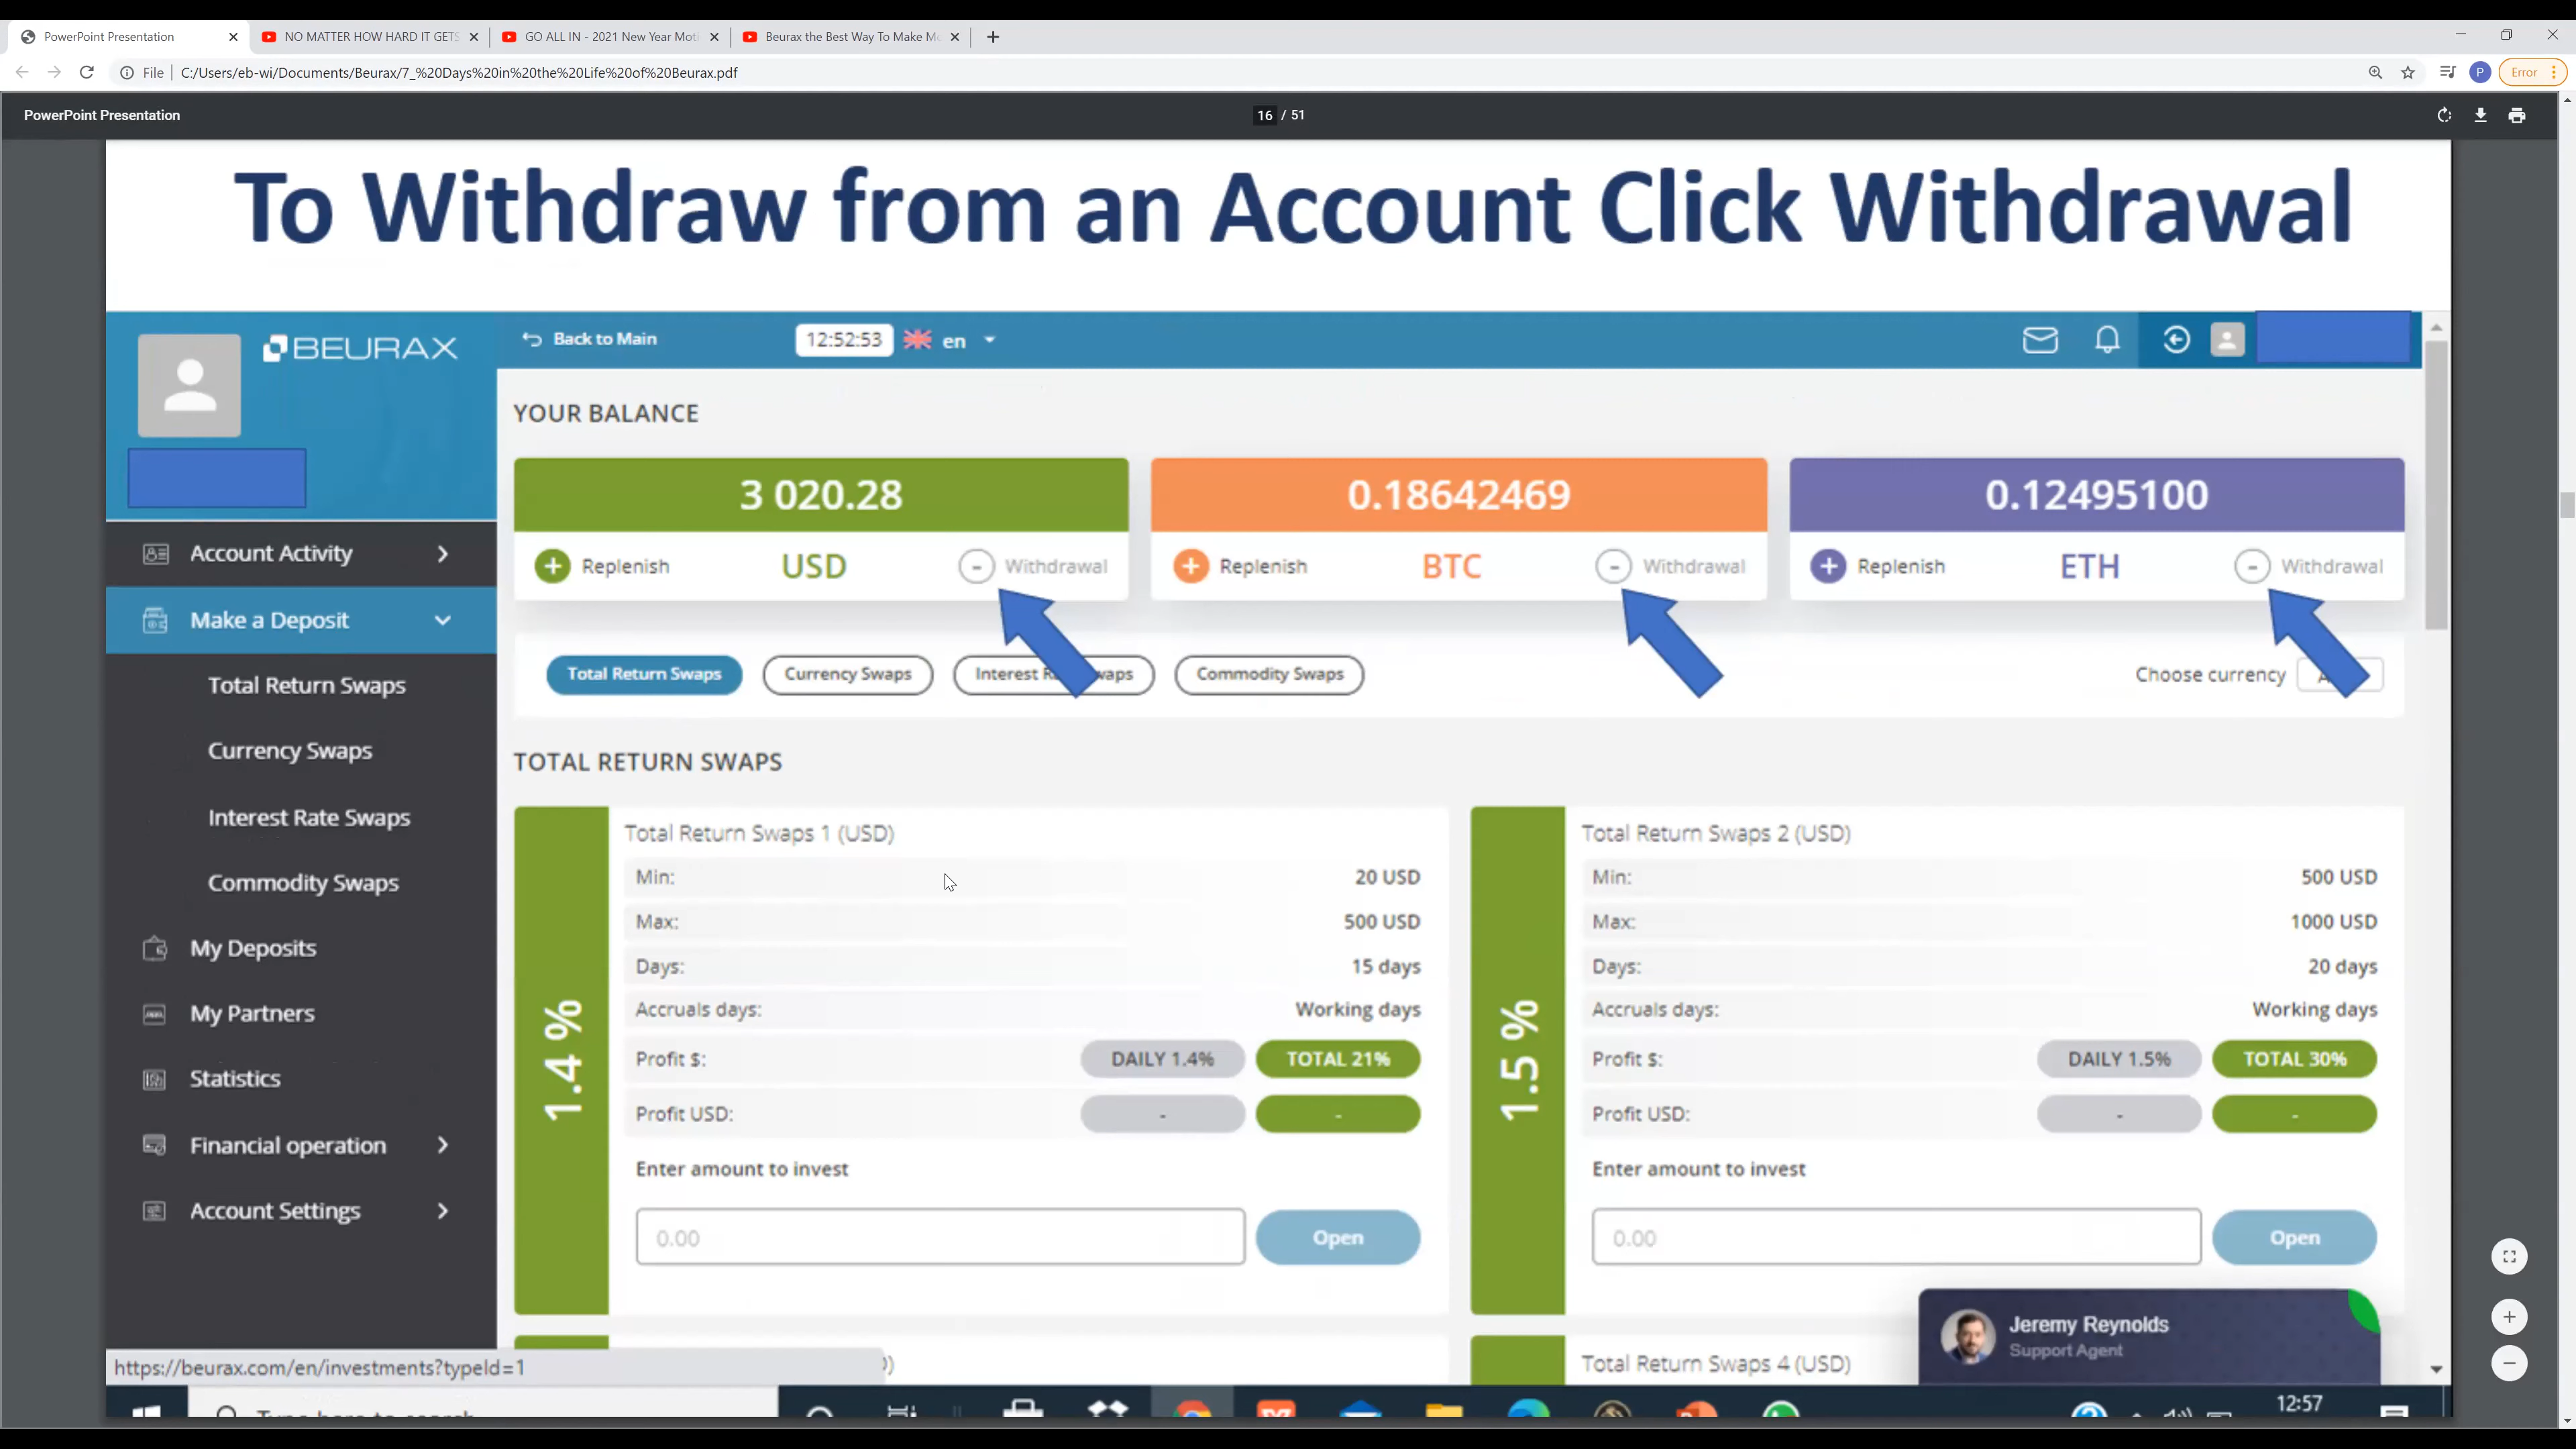 PowerPoint Presentation
NO MATTER HOW HARD IT GETS
GO ALL IN - 2021 New Year Moti
Beurax the Best Way To Make Mo
File
C:/Users/eb-wi/Documents/Beurax/7_%20Days%20in%20the%20Life%20of%20Beurax.pdf
P
Error
PowerPoint Presentation
16 / 51
To Withdraw from an Account Click Withdrawal
BEURAX
Back to Main
12:52:53
en
YOUR BALANCE
3 020.28
0.18642469
0.12495100
+ Replenish USD - Withdrawal
+ Replenish BTC - Withdrawal
+ Replenish ETH - Withdrawal
Account Activity
Make a Deposit
Total Return Swaps
Currency Swaps
Interest Rate Swaps
Commodity Swaps
My Deposits
My Partners
Statistics
Financial operation
Account Settings
Total Return Swaps
Currency Swaps
Interest
Commodity Swaps
Choose currency
TOTAL RETURN SWAPS
1.4 %
Total Return Swaps 1 (USD)
Min: 20 USD
Max: 500 USD
Days: 15 days
Accruals days: Working days
Profit $: DAILY 1.4% TOTAL 21%
Profit USD: - -
Enter amount to invest
0.00
Open
1.5 %
Total Return Swaps 2 (USD)
Min: 500 USD
Max: 1000 USD
Days: 20 days
Accruals days: Working days
Profit $: DAILY 1.5% TOTAL 30%
Profit USD: - -
Enter amount to invest
0.00
Open
Total Return Swaps 4 (USD)
Jeremy Reynolds
Support Agent
https://beurax.com/en/investments?typeId=1
Type here to search
12:57